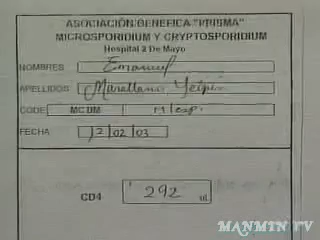 ASOCIACIÓN BENEFICA "PRISMA"
MICROSPORIDIUM Y CRYPTOSPORIDIUM
Hospital 2 De Mayo
NOMBRES Emanuel
APELLIDOS
CODE MCDM
FECHA 12 02 03
CD4 292
MANMIN TV